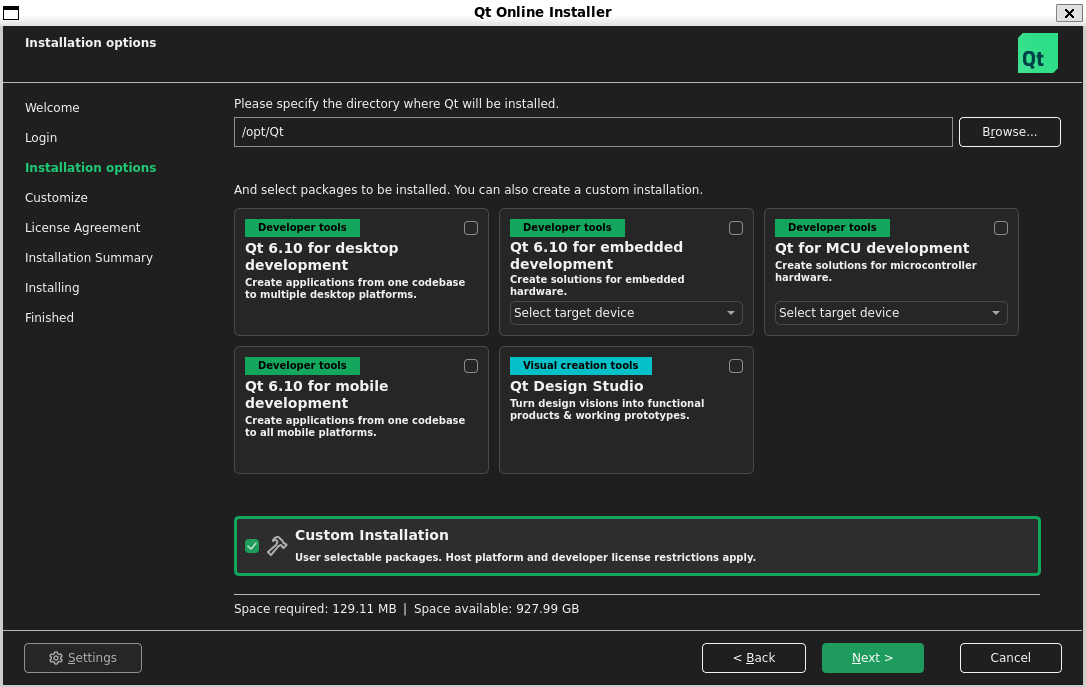 Qt Online Installer
Installation options
Qt
Welcome
Login
Installation options
Customize
License Agreement
Installation Summary
Installing
Finished
Please specify the directory where Qt will be installed.
/opt/Qt
Browse...
And select packages to be installed. You can also create a custom installation.
Developer tools
Qt 6.10 for desktop
development
Create applications from one codebase
to multiple desktop platforms.
Developer tools
Qt 6.10 for embedded
development
Create solutions for embedded
hardware.
Select target device
Developer tools
Qt for MCU development
Create solutions for microcontroller
hardware.
Select target device
Developer tools
Qt 6.10 for mobile
development
Create applications from one codebase
to all mobile platforms.
Visual creation tools
Qt Design Studio
Turn design visions into functional
products & working prototypes.
Custom Installation
User selectable packages. Host platform and developer license restrictions apply.
Space required: 129.11 MB | Space available: 927.99 GB
Settings
< Back
Next >
Cancel